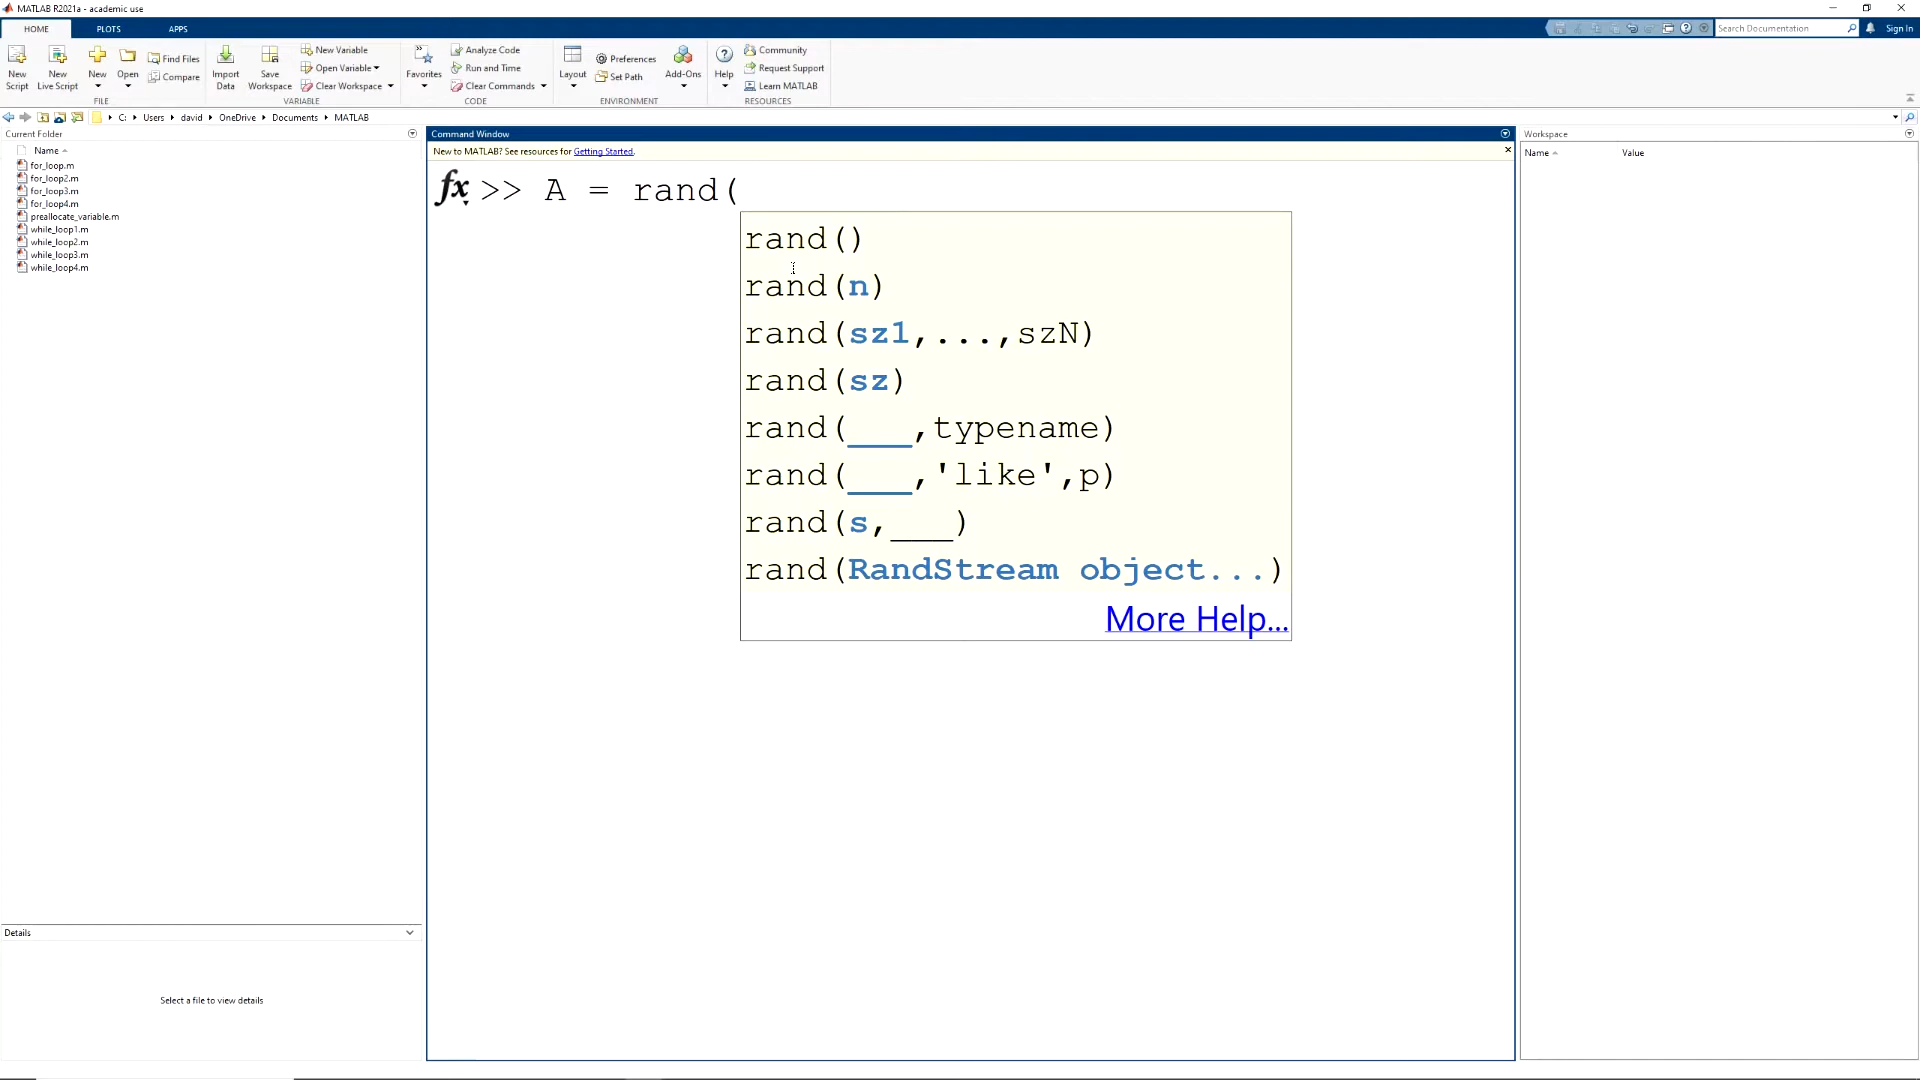 MATLAB R2021a - academic use
HOME PLOTS APPS
Search Documentation
Sign In
New Script
New Live Script
New
Open
Find Files
Compare
FILE
Import Data
Save Workspace
New Variable
Open Variable
Clear Workspace
VARIABLE
Favorites
Analyze Code
Run and Time
Clear Commands
CODE
Layout
Preferences
Set Path
Add-Ons
ENVIRONMENT
Help
Community
Request Support
Learn MATLAB
RESOURCES
C: Users david OneDrive Documents MATLAB
Current Folder
Name
for_loop.m
for_loop2.m
for_loop3.m
for_loop4.m
preallocate_variable.m
while_loop1.m
while_loop2.m
while_loop3.m
while_loop4.m
Details
Select a file to view details
Command Window
New to MATLAB? See resources for Getting Started.
fx >> A = rand(
rand()
rand(n)
rand(sz1,...,szN)
rand(sz)
rand(___,typename)
rand(___,'like',p)
rand(s,___)
rand(RandStream object...)
More Help...
Workspace
Name Value